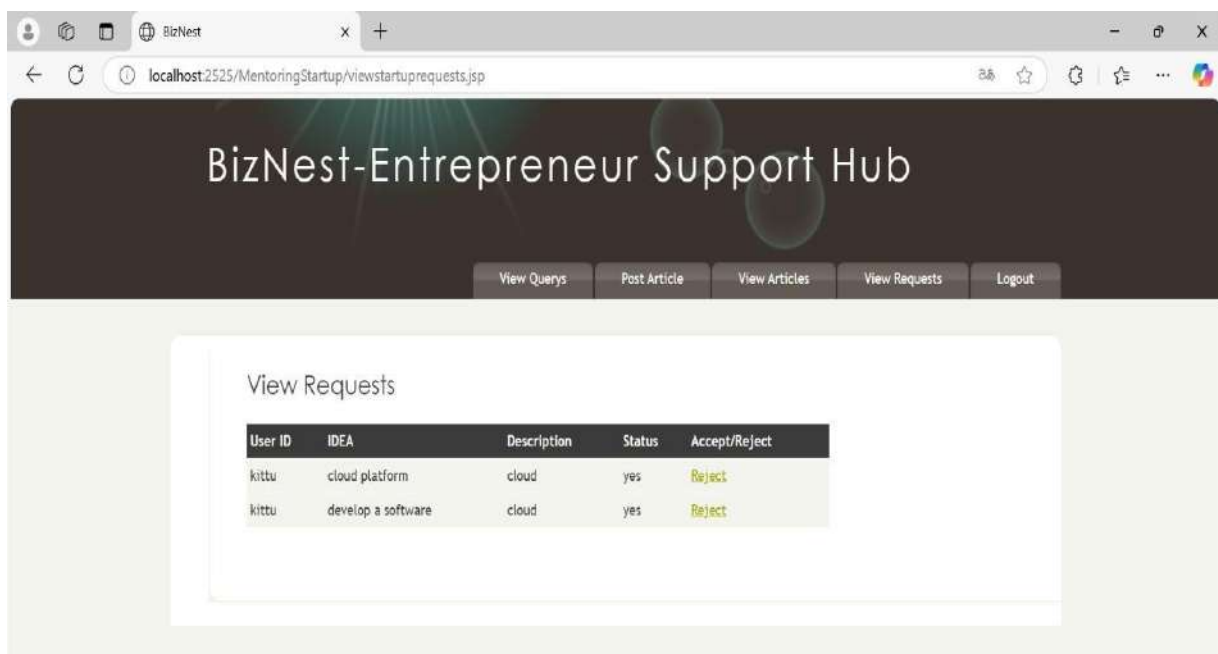 BizNest
localhost:2525/MentoringStartup/viewstartuprequests.jsp
BizNest-Entrepreneur Support Hub
View Querys Post Article View Articles View Requests Logout
View Requests
User ID IDEA Description Status Accept/Reject
kittu cloud platform cloud yes Reject
kittu develop a software cloud yes Reject